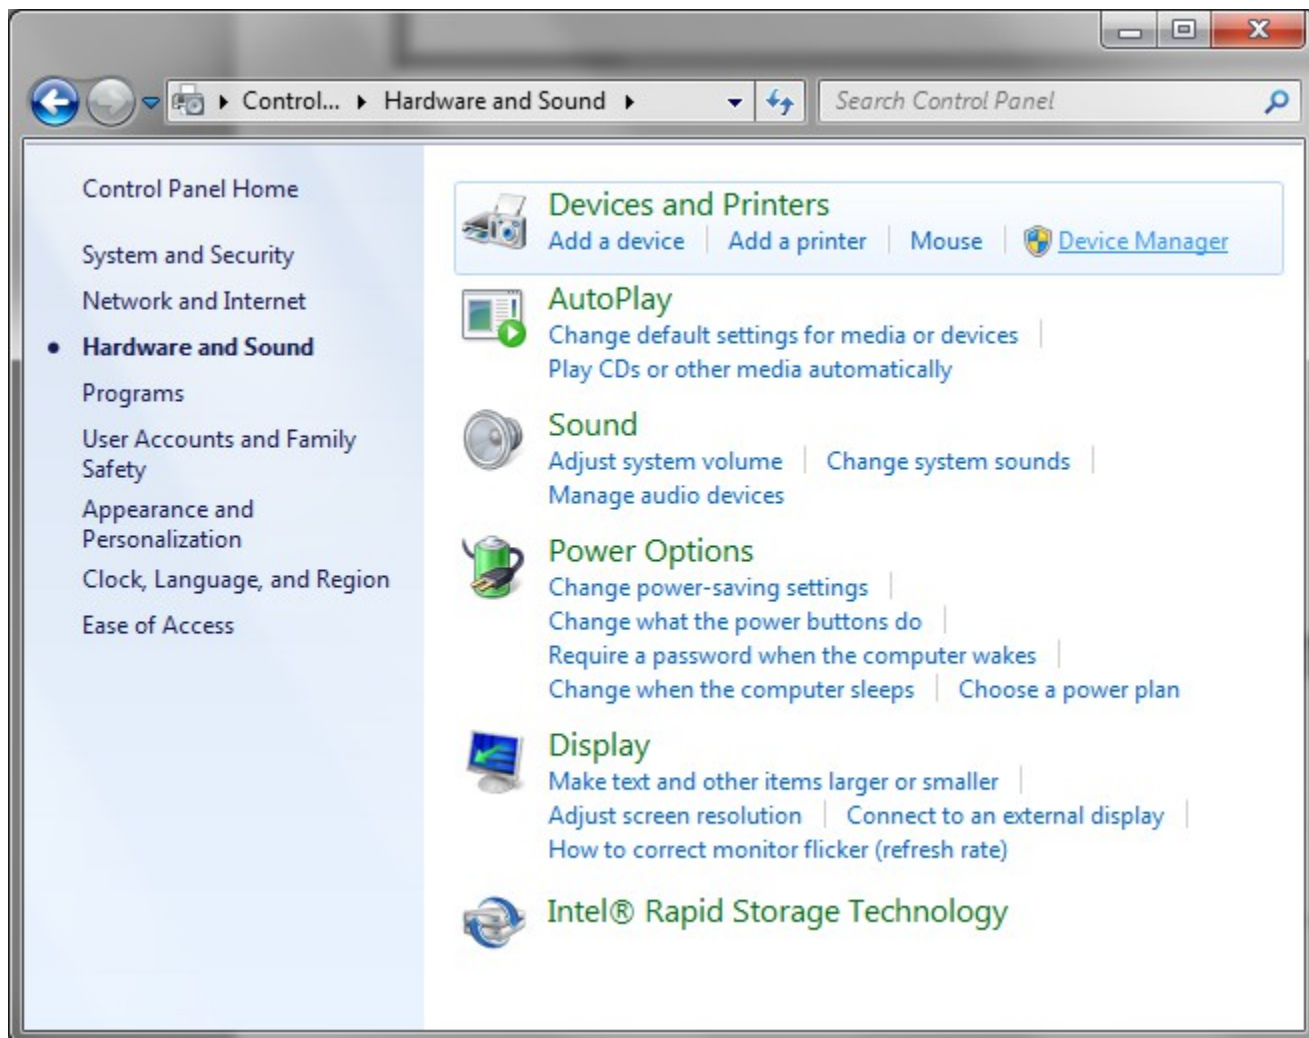 Control... Hardware and Sound Search Control Panel
Control Panel Home
System and Security
Network and Internet
Hardware and Sound
Programs
User Accounts and Family
Safety
Appearance and
Personalization
Clock, Language, and Region
Ease of Access
Devices and Printers
Add a device Add a printer Mouse Device Manager
AutoPlay
Change default settings for media or devices
Play CDs or other media automatically
Sound
Adjust system volume Change system sounds
Manage audio devices
Power Options
Change power-saving settings
Change what the power buttons do
Require a password when the computer wakes
Change when the computer sleeps Choose a power plan
Display
Make text and other items larger or smaller
Adjust screen resolution Connect to an external display
How to correct monitor flicker (refresh rate)
Intel® Rapid Storage Technology